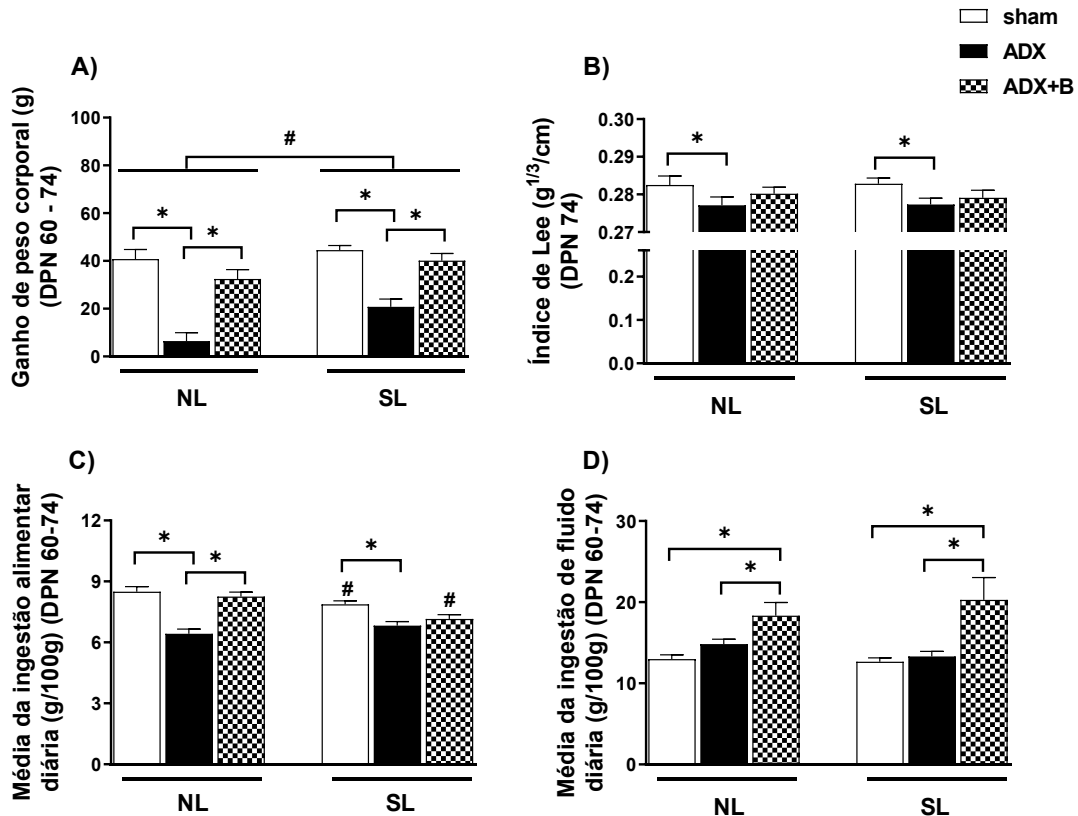 sham
ADX
ADX+B
A)
Ganho de peso corporal (g)
(DPN 60 - 74)
100
80
60
40
20
0
#
*
*
*
*
NL
SL
B)
Índice de Lee (g1/3/cm)
(DPN 74)
0.30
0.29
0.28
0.27
0.2
0.1
0.0
*
*
NL
SL
C)
Média da ingestão alimentar
diária (g/100g) (DPN 60-74)
12
9
6
3
0
*
*
*
#
#
NL
SL
D)
Média da ingestão de fluido
diária (g/100g) (DPN 60-74)
30
20
10
0
*
*
*
*
NL
SL